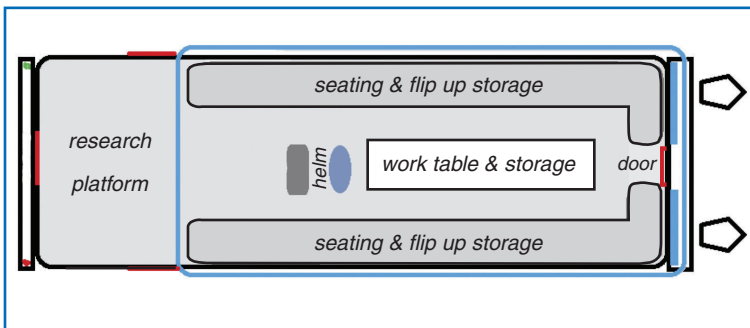 seating & flip up storage
research
platform
helm
work table & storage
door
seating & flip up storage